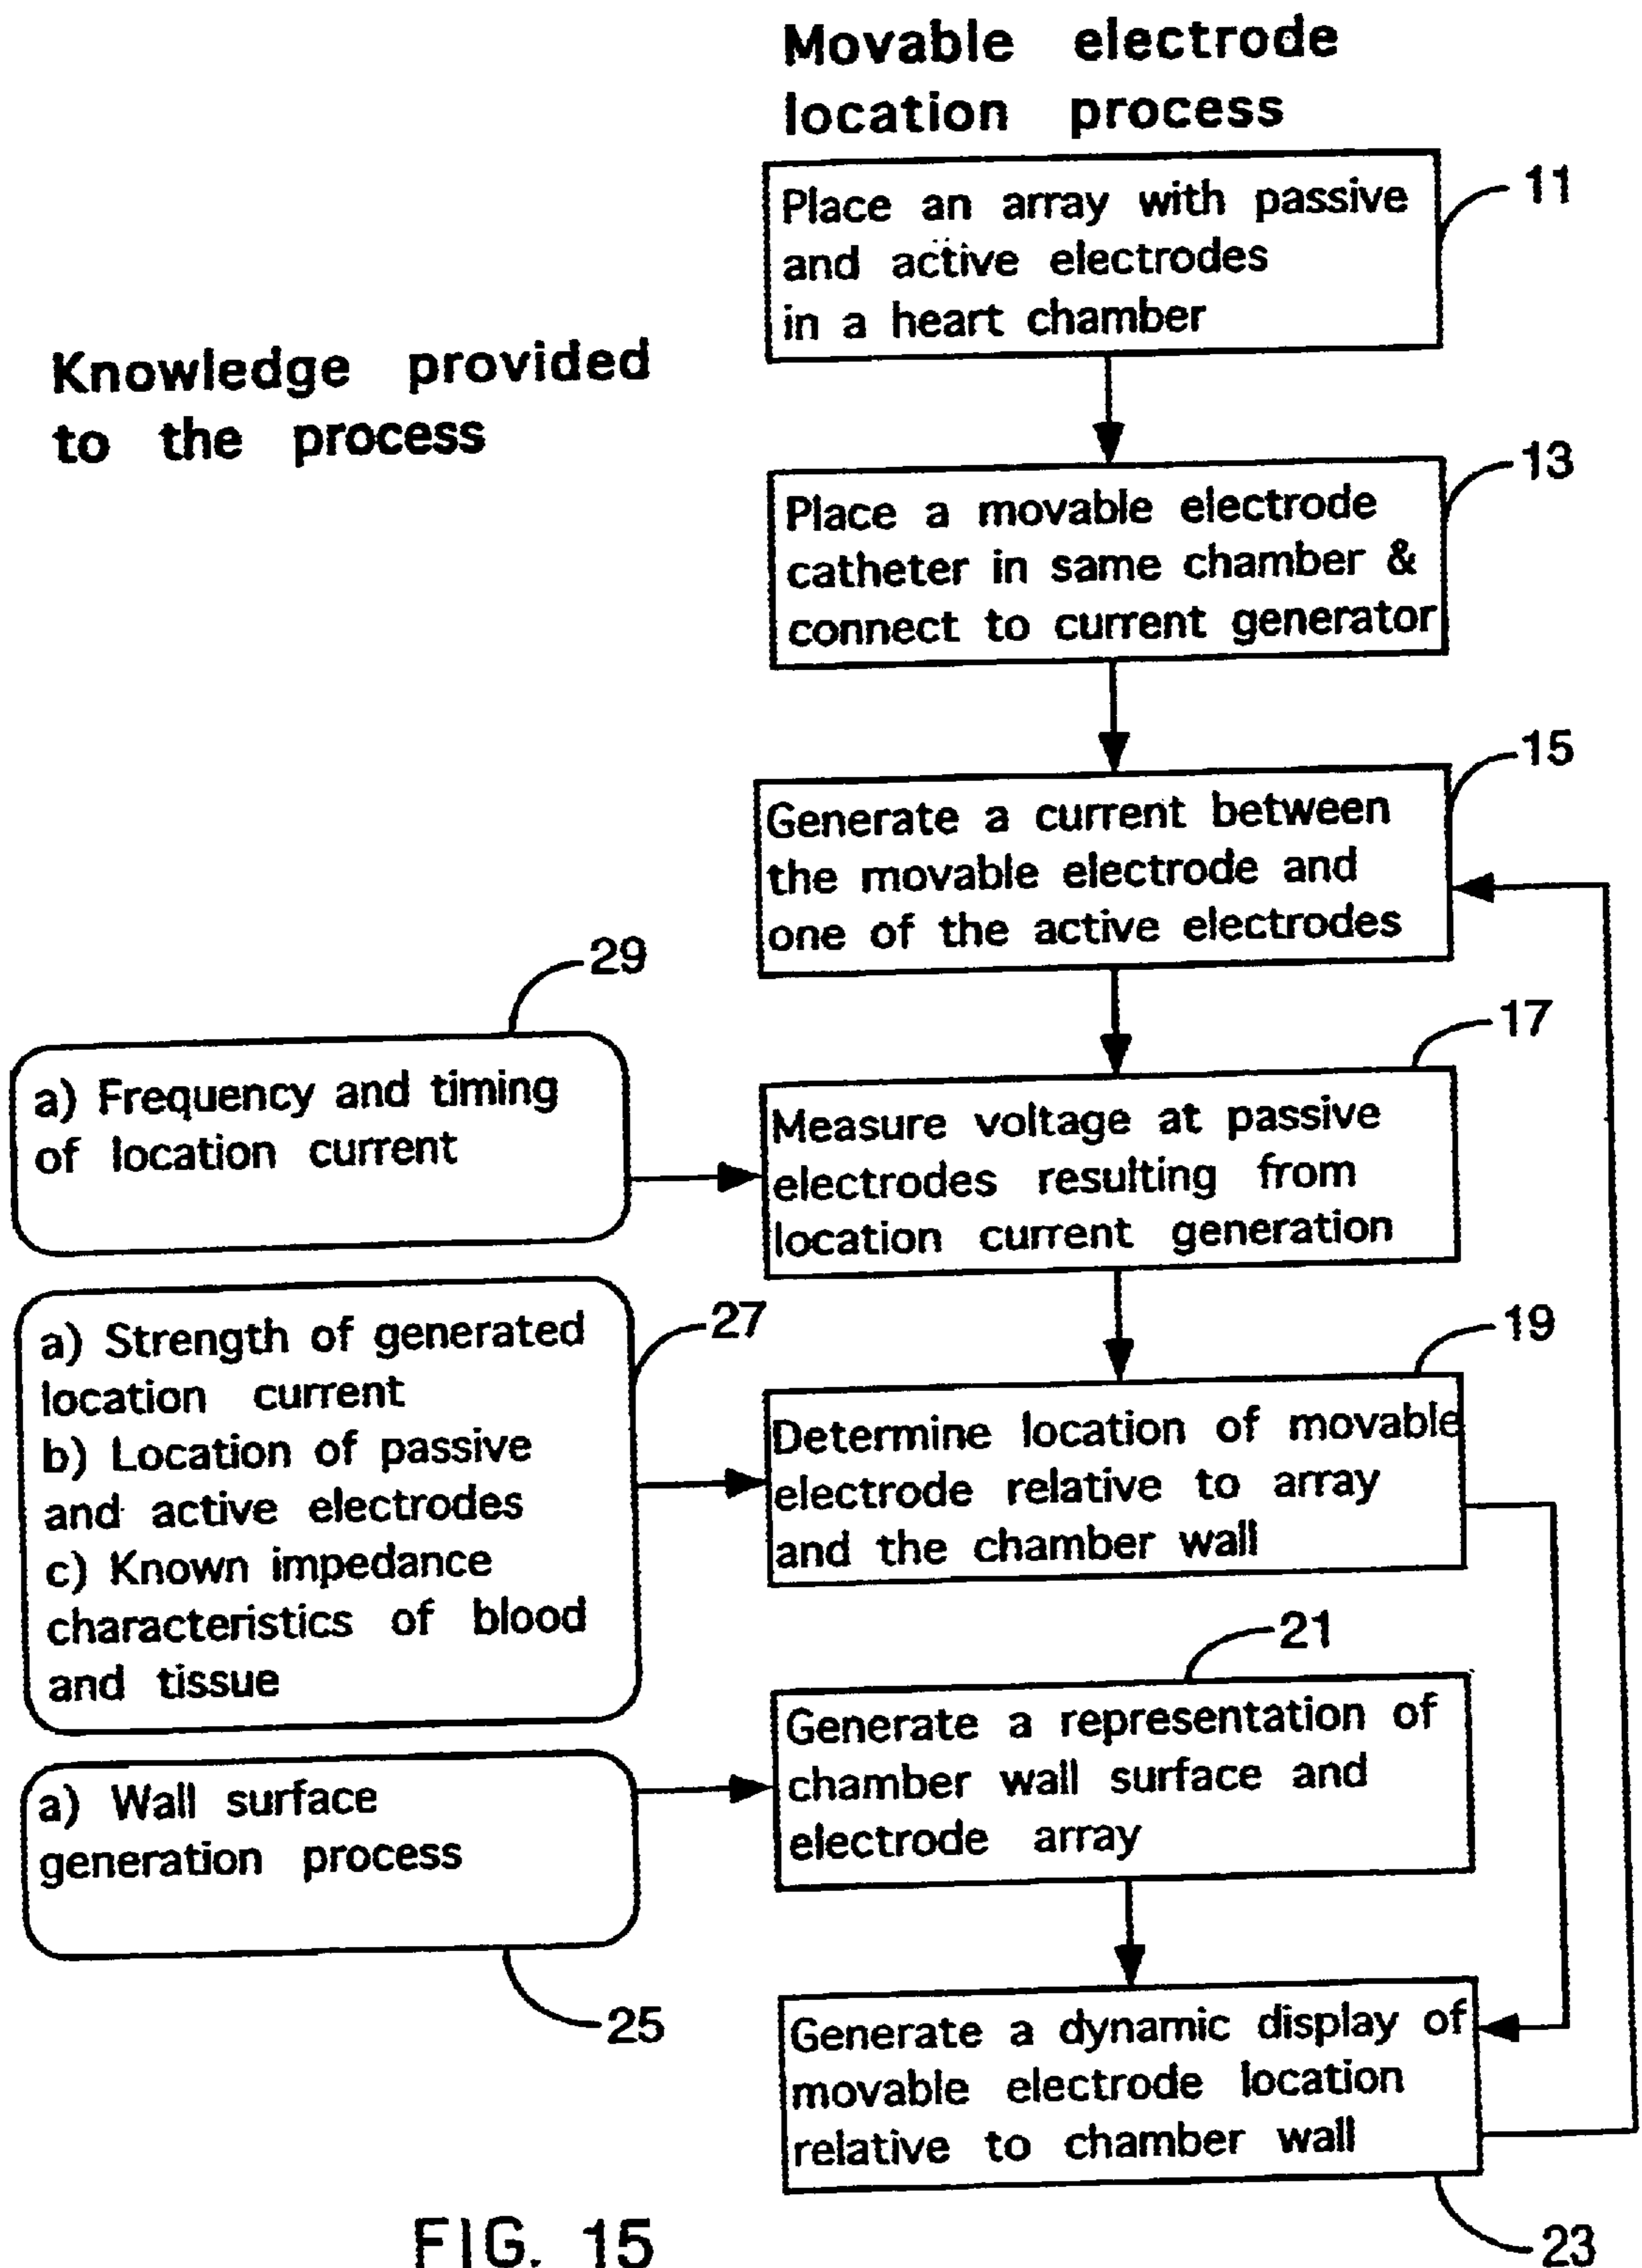 Movable electrode
location process
Place an array with passive
and active electrodes
in a heart chamber
11
Knowledge provided
to the process
Place a movable electrode
catheter in same chamber &
connect to current generator
13
Generate a current between
the movable electrode and
one of the active electrodes
15
29
a) Frequency and timing
of location current
Measure voltage at passive
electrodes resulting from
location current generation
17
a) Strength of generated
location current
b) Location of passive
and active electrodes
c) Known impedance
characteristics of blood
and tissue
27
Determine location of movable
electrode relative to array
and the chamber wall
19
a) Wall surface
generation process
25
Generate a representation of
chamber wall surface and
electrode array
21
Generate a dynamic display of
movable electrode location
relative to chamber wall
23
FIG. 15